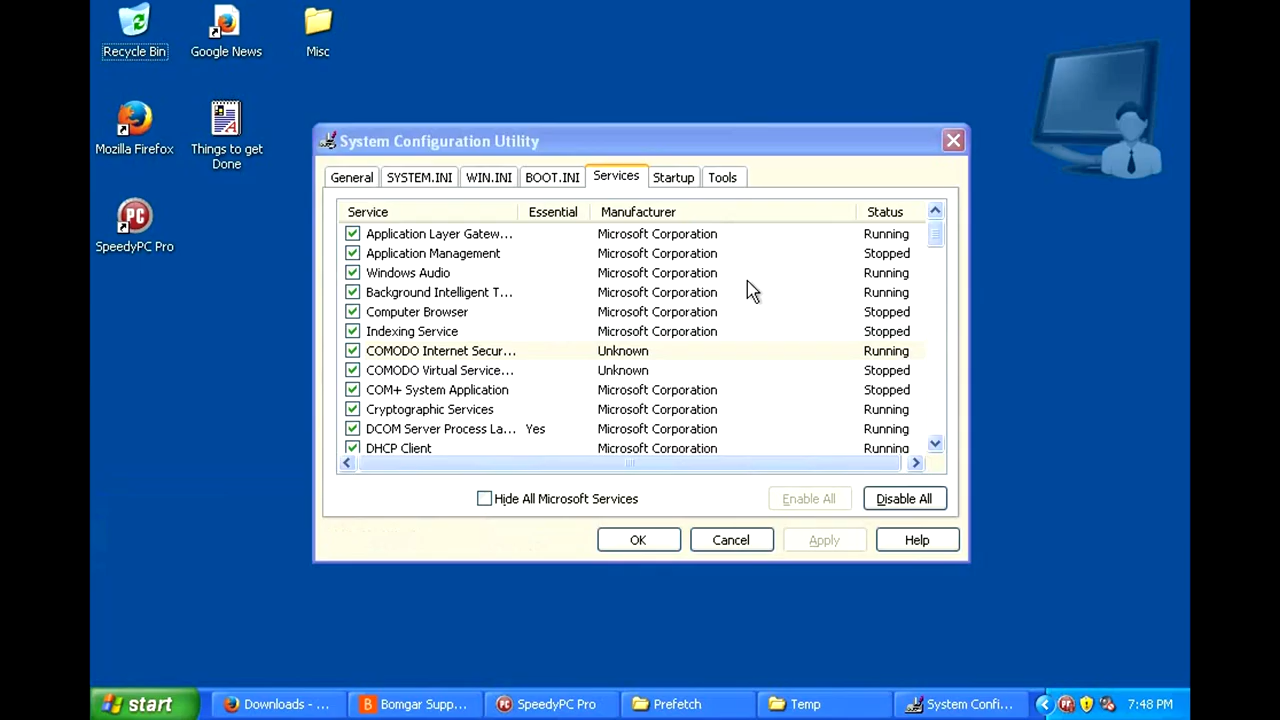 Recycle Bin
Google News
Misc
Mozilla Firefox
Things to get
Done
SpeedyPC Pro
PC
System Configuration Utility
General SYSTEM.INI WIN.INI BOOT.INI Services Startup Tools
Service Essential Manufacturer Status
Application Layer Gatew... Microsoft Corporation Running
Application Management Microsoft Corporation Stopped
Windows Audio Microsoft Corporation Running
Background Intelligent T... Microsoft Corporation Running
Computer Browser Microsoft Corporation Stopped
Indexing Service Microsoft Corporation Stopped
COMODO Internet Secur... Unknown Running
COMODO Virtual Service... Unknown Stopped
COM+ System Application Microsoft Corporation Stopped
Cryptographic Services Microsoft Corporation Running
DCOM Server Process La... Yes Microsoft Corporation Running
DHCP Client Microsoft Corporation Running
Hide All Microsoft Services Enable All Disable All
OK Cancel Apply Help
start Downloads - ... Bomgar Supp... SpeedyPC Pro Prefetch Temp System Confi... 7:48 PM